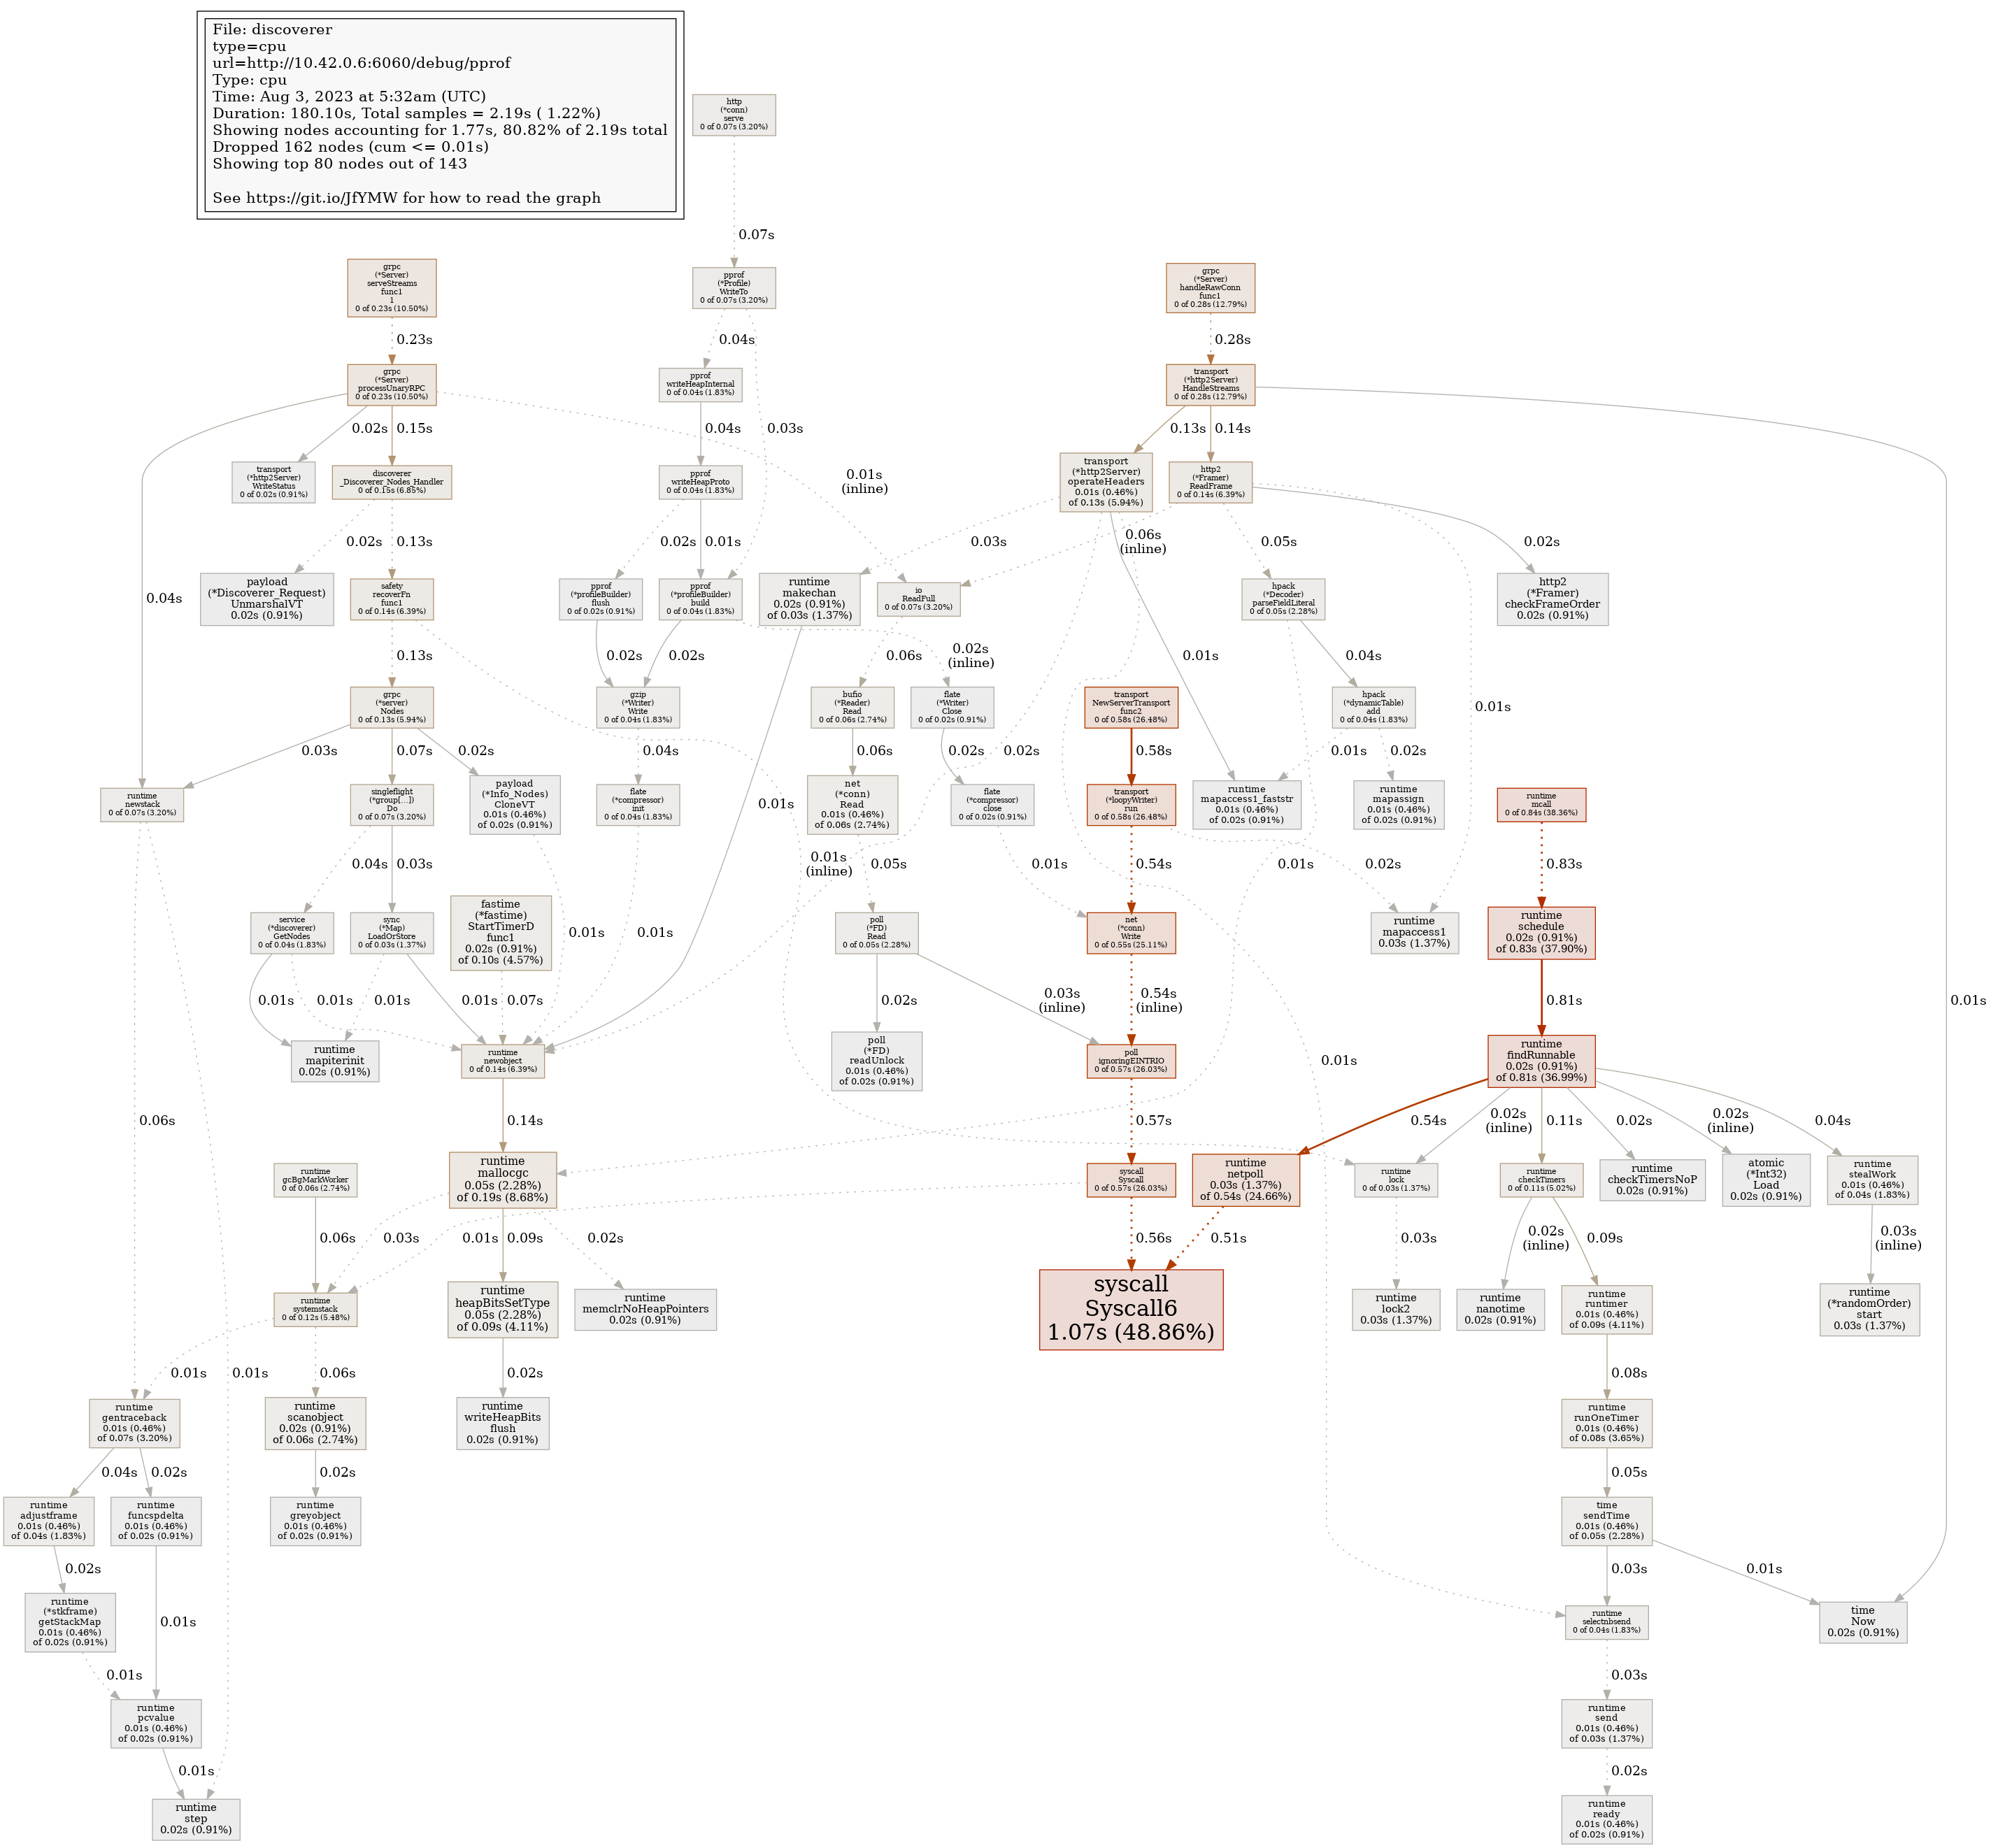 File: discoverer
type=cpu
url=http://10.42.0.6:6060/debug/pprof
Type: cpu
Time: Aug 3, 2023 at 5:32am (UTC)
Duration: 180.10s, Total samples = 2.19s ( 1.22%)
Showing nodes accounting for 1.77s, 80.82% of 2.19s total
Dropped 162 nodes (cum <= 0.01s)
Showing top 80 nodes out of 143
See https://git.io/JfYMW for how to read the graph
http
(*conn)
serve
0 of 0.07s (3.20%)
0.07s
grpc
(*Server)
serveStreams
func1
1
0 of 0.23s (10.50%)
pprof
(*Profile)
WriteTo
0 of 0.07s (3.20%)
grpc
(*Server)
handleRawConn
func1
0 of 0.28s (12.79%)
0.23s
0.04s
0.28s
grpc
(*Server)
processUnaryRPC
0 of 0.23s (10.50%)
pprof
writeHeapInternal
0 of 0.04s (1.83%)
transport
(*http2Server)
HandleStreams
0 of 0.28s (12.79%)
0.02s
0.15s
0.04s
0.03s
0.13s
0.14s
transport
(*http2Server)
WriteStatus
0 of 0.02s (0.91%)
discoverer
_Discoverer_Nodes_Handler
0 of 0.15s (6.85%)
pprof
writeHeapProto
0 of 0.04s (1.83%)
0.01s
(inline)
transport
(*http2Server)
operateHeaders
0.01s (0.46%)
of 0.13s (5.94%)
http2
(*Framer)
ReadFrame
0 of 0.14s (6.39%)
0.02s
0.13s
0.02s
0.01s
0.03s
0.06s
(inline)
0.05s
0.02s
0.04s
payload
(*Discoverer_Request)
UnmarshalVT
0.02s (0.91%)
safety
recoverFn
func1
0 of 0.14s (6.39%)
pprof
(*profileBuilder)
flush
0 of 0.02s (0.91%)
pprof
(*profileBuilder)
build
0 of 0.04s (1.83%)
runtime
makechan
0.02s (0.91%)
of 0.03s (1.37%)
io
ReadFull
0 of 0.07s (3.20%)
hpack
(*Decoder)
parseFieldLiteral
0 of 0.05s (2.28%)
http2
(*Framer)
checkFrameOrder
0.02s (0.91%)
0.13s
0.02s
0.02s
0.06s
0.02s
(inline)
0.01s
0.04s
0.01s
grpc
(*server)
Nodes
0 of 0.13s (5.94%)
gzip
(*Writer)
Write
0 of 0.04s (1.83%)
bufio
(*Reader)
Read
0 of 0.06s (2.74%)
flate
(*Writer)
Close
0 of 0.02s (0.91%)
transport
NewServerTransport
func2
0 of 0.58s (26.48%)
hpack
(*dynamicTable)
add
0 of 0.04s (1.83%)
0.03s
0.07s
0.02s
0.04s
0.06s
0.02s
0.02s
0.58s
0.01s
0.02s
runtime
newstack
0 of 0.07s (3.20%)
singleflight
(*group[...])
Do
0 of 0.07s (3.20%)
payload
(*Info_Nodes)
CloneVT
0.01s (0.46%)
of 0.02s (0.91%)
flate
(*compressor)
init
0 of 0.04s (1.83%)
0.01s
net
(*conn)
Read
0.01s (0.46%)
of 0.06s (2.74%)
flate
(*compressor)
close
0 of 0.02s (0.91%)
transport
(*loopyWriter)
run
0 of 0.58s (26.48%)
runtime
mapaccess1_faststr
0.01s (0.46%)
of 0.02s (0.91%)
runtime
mapassign
0.01s (0.46%)
of 0.02s (0.91%)
runtime
mcall
0 of 0.84s (38.36%)
0.04s
0.03s
0.01s
(inline)
0.05s
0.01s
0.54s
0.01s
0.02s
0.83s
service
(*discoverer)
GetNodes
0 of 0.04s (1.83%)
sync
(*Map)
LoadOrStore
0 of 0.03s (1.37%)
fastime
(*fastime)
StartTimerD
func1
0.02s (0.91%)
of 0.10s (4.57%)
0.01s
0.01s
poll
(*FD)
Read
0 of 0.05s (2.28%)
net
(*conn)
Write
0 of 0.55s (25.11%)
runtime
mapaccess1
0.03s (1.37%)
runtime
schedule
0.02s (0.91%)
of 0.83s (37.90%)
0.01s
0.01s
0.01s
0.01s
0.07s
0.02s
0.03s
(inline)
0.54s
(inline)
0.81s
0.01s
runtime
mapiterinit
0.02s (0.91%)
runtime
newobject
0 of 0.14s (6.39%)
poll
(*FD)
readUnlock
0.01s (0.46%)
of 0.02s (0.91%)
poll
ignoringEINTRIO
0 of 0.57s (26.03%)
0.01s
runtime
findRunnable
0.02s (0.91%)
of 0.81s (36.99%)
0.06s
0.14s
0.57s
0.54s
0.02s
(inline)
0.11s
0.02s
0.02s
(inline)
0.04s
runtime
gcBgMarkWorker
0 of 0.06s (2.74%)
runtime
mallocgc
0.05s (2.28%)
of 0.19s (8.68%)
syscall
Syscall
0 of 0.57s (26.03%)
runtime
netpoll
0.03s (1.37%)
of 0.54s (24.66%)
runtime
lock
0 of 0.03s (1.37%)
runtime
checkTimers
0 of 0.11s (5.02%)
runtime
checkTimersNoP
0.02s (0.91%)
atomic
(*Int32)
Load
0.02s (0.91%)
runtime
stealWork
0.01s (0.46%)
of 0.04s (1.83%)
0.06s
0.03s
0.01s
0.09s
0.02s
0.56s
0.51s
0.03s
0.02s
(inline)
0.09s
0.03s
(inline)
runtime
systemstack
0 of 0.12s (5.48%)
runtime
heapBitsSetType
0.05s (2.28%)
of 0.09s (4.11%)
runtime
memclrNoHeapPointers
0.02s (0.91%)
syscall
Syscall6
1.07s (48.86%)
runtime
lock2
0.03s (1.37%)
runtime
nanotime
0.02s (0.91%)
runtime
runtimer
0.01s (0.46%)
of 0.09s (4.11%)
runtime
(*randomOrder)
start
0.03s (1.37%)
0.01s
0.01s
0.06s
0.02s
0.08s
runtime
gentraceback
0.01s (0.46%)
of 0.07s (3.20%)
runtime
scanobject
0.02s (0.91%)
of 0.06s (2.74%)
runtime
writeHeapBits
flush
0.02s (0.91%)
runtime
runOneTimer
0.01s (0.46%)
of 0.08s (3.65%)
0.04s
0.02s
0.02s
0.05s
runtime
adjustframe
0.01s (0.46%)
of 0.04s (1.83%)
runtime
funcspdelta
0.01s (0.46%)
of 0.02s (0.91%)
runtime
greyobject
0.01s (0.46%)
of 0.02s (0.91%)
time
sendTime
0.01s (0.46%)
of 0.05s (2.28%)
0.02s
0.03s
0.01s
runtime
(*stkframe)
getStackMap
0.01s (0.46%)
of 0.02s (0.91%)
0.01s
runtime
selectnbsend
0 of 0.04s (1.83%)
time
Now
0.02s (0.91%)
0.01s
0.03s
runtime
pcvalue
0.01s (0.46%)
of 0.02s (0.91%)
runtime
send
0.01s (0.46%)
of 0.03s (1.37%)
0.01s
0.02s
runtime
step
0.02s (0.91%)
runtime
ready
0.01s (0.46%)
of 0.02s (0.91%)